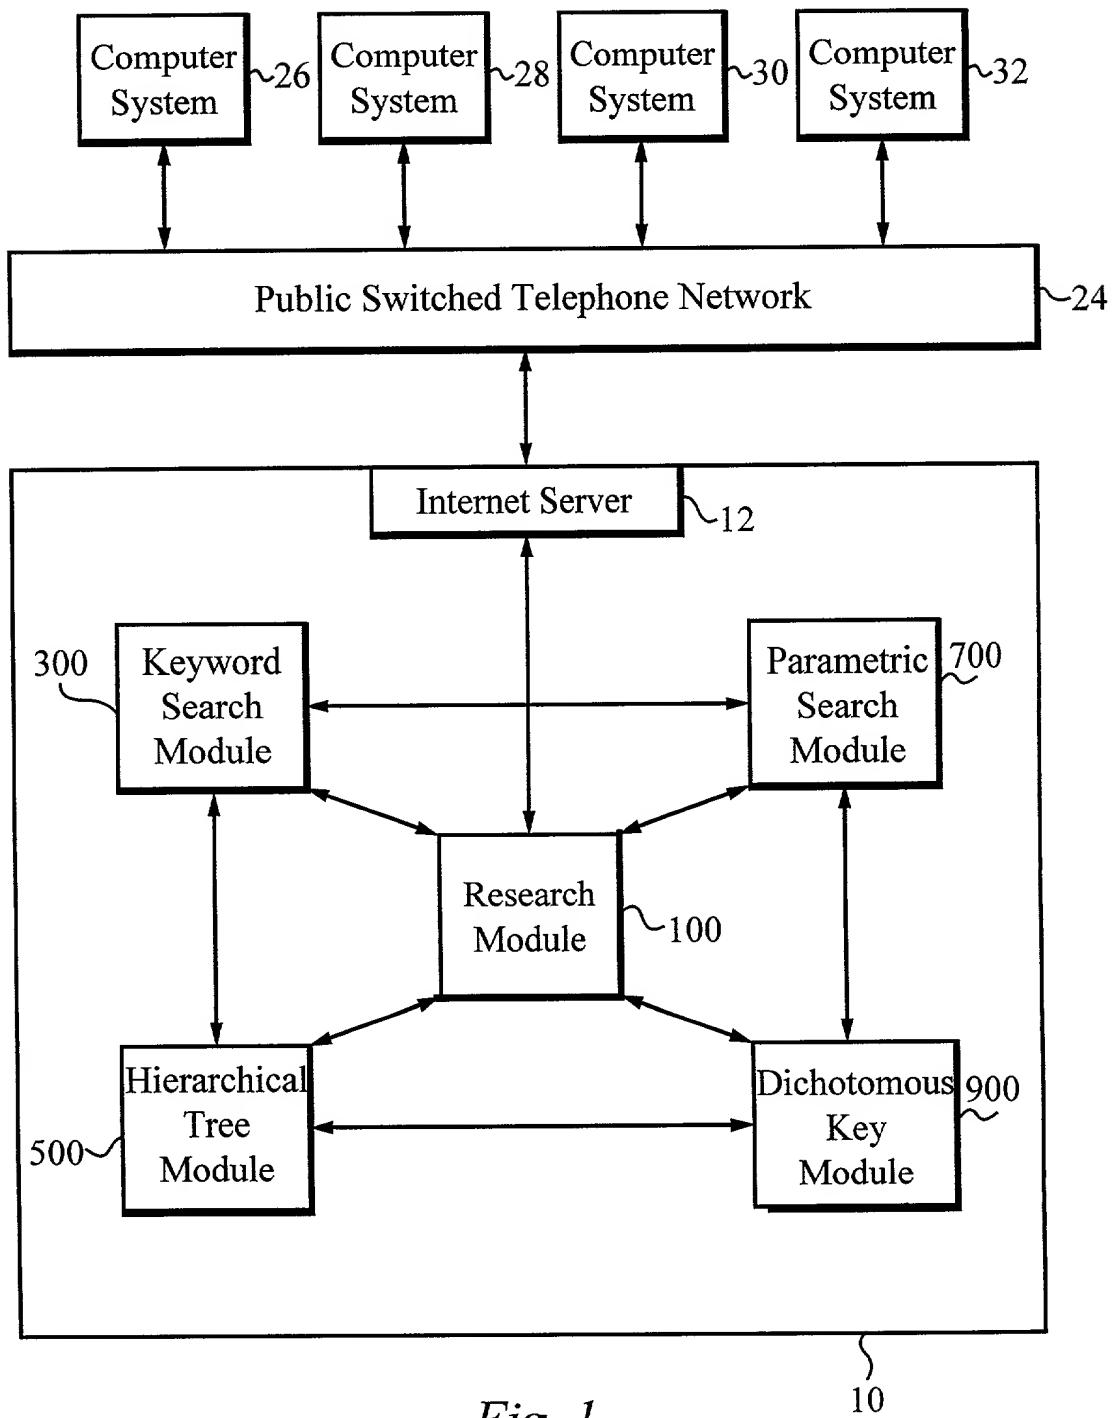 Computer
System
26
Computer
System
28
Computer
System
30
Computer
System
32
Public Switched Telephone Network
24
Internet Server
12
300
Keyword
Search
Module
Parametric
Search
Module
700
Research
Module
100
500
Hierarchical
Tree
Module
Dichotomous
Key
Module
900
10
Fig. 1